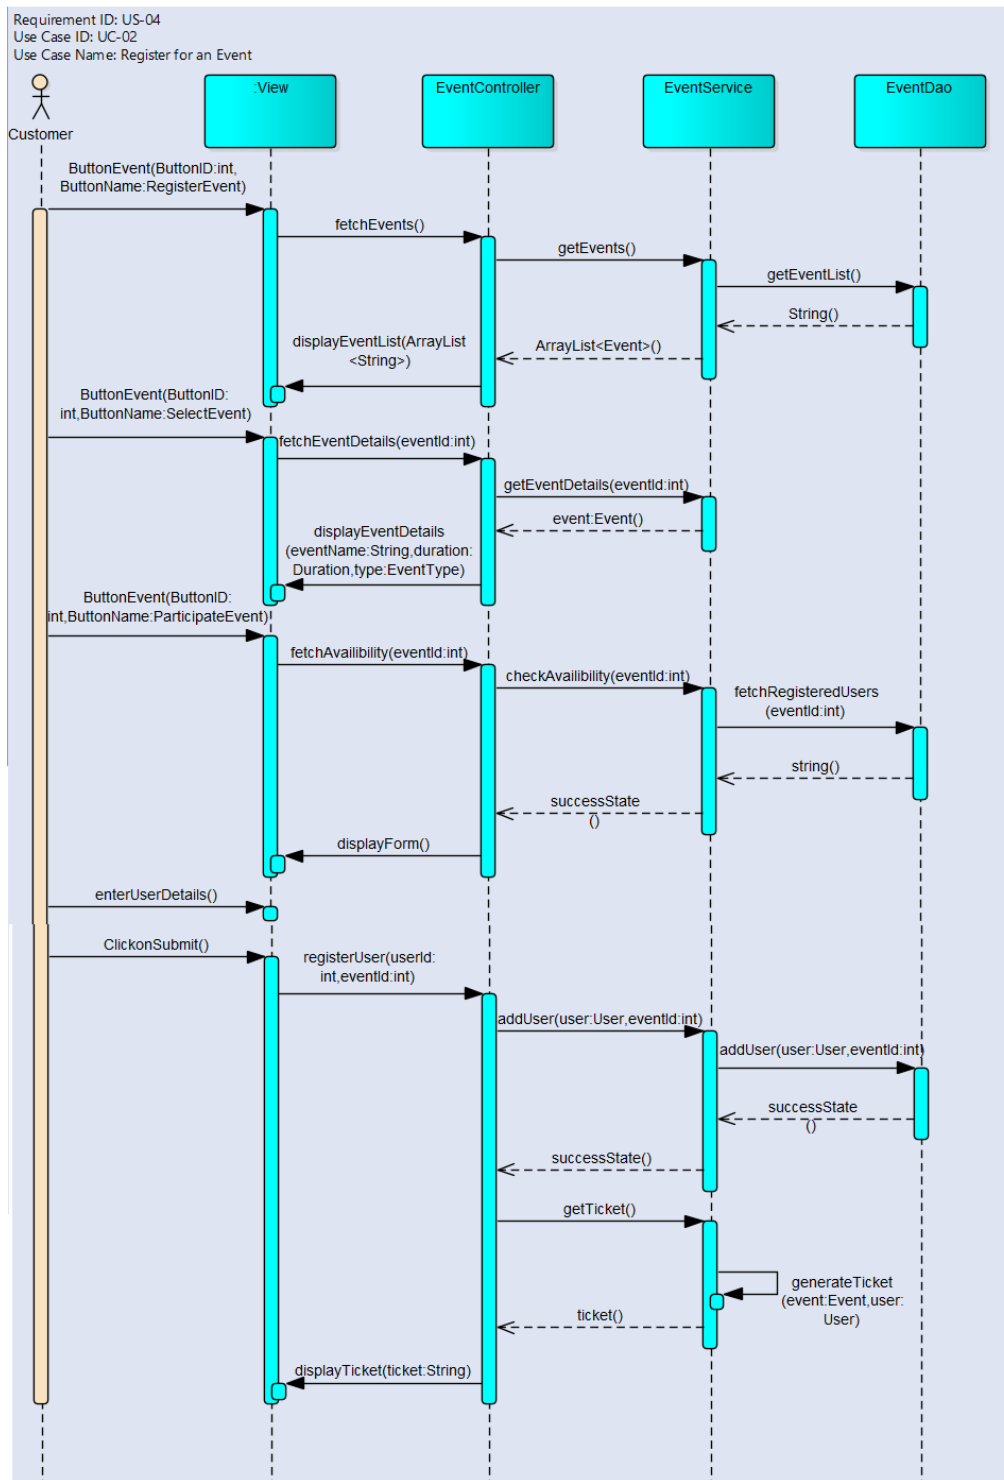 Requirement ID: US-04
Use Case ID: UC-02
Use Case Name: Register for an Event
Customer
:View
EventController
EventService
EventDao
ButtonEvent(ButtonID:int,
ButtonName:RegisterEvent)
fetchEvents()
getEvents()
getEventList()
String()
ArrayList<Event>()
displayEventList(ArrayList
<String>)
ButtonEvent(ButtonID:
int,ButtonName:SelectEvent)
fetchEventDetails(eventId:int)
getEventDetails(eventId:int)
event:Event()
displayEventDetails
(eventName:String,duration:
Duration,type:EventType)
ButtonEvent(ButtonID:
int,ButtonName:ParticipateEvent)
fetchAvailibility(eventId:int)
checkAvailibility(eventId:int)
fetchRegisteredUsers
(eventId:int)
string()
successState
()
displayForm()
enterUserDetails()
ClickonSubmit()
registerUser(userId:
int,eventId:int)
addUser(user:User,eventId:int)
addUser(user:User,eventId:int)
successState
()
successState()
getTicket()
generateTicket
(event:Event,user:
User)
ticket()
displayTicket(ticket:String)